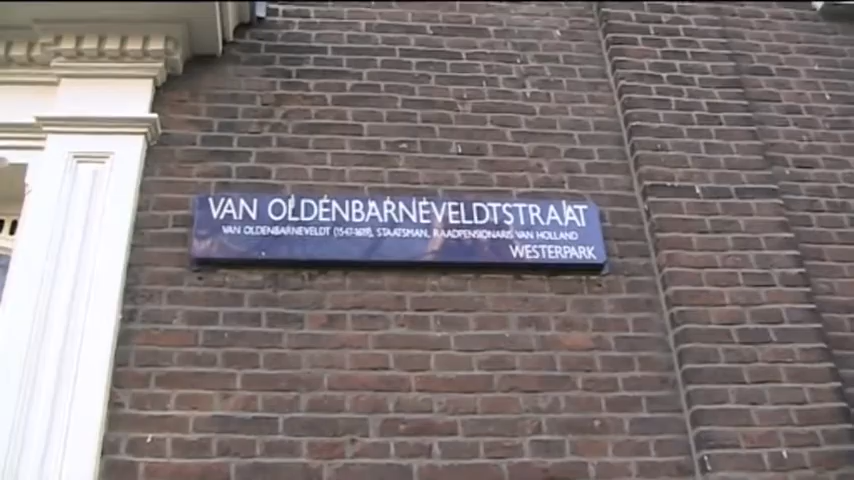 VAN OLDENBARNEVELDTSTRAAT
VAN OLDENBARNEVELDT (1547-1619), STAATSMAN, RAADPENSIONARIS VAN HOLLAND
WESTERPARK